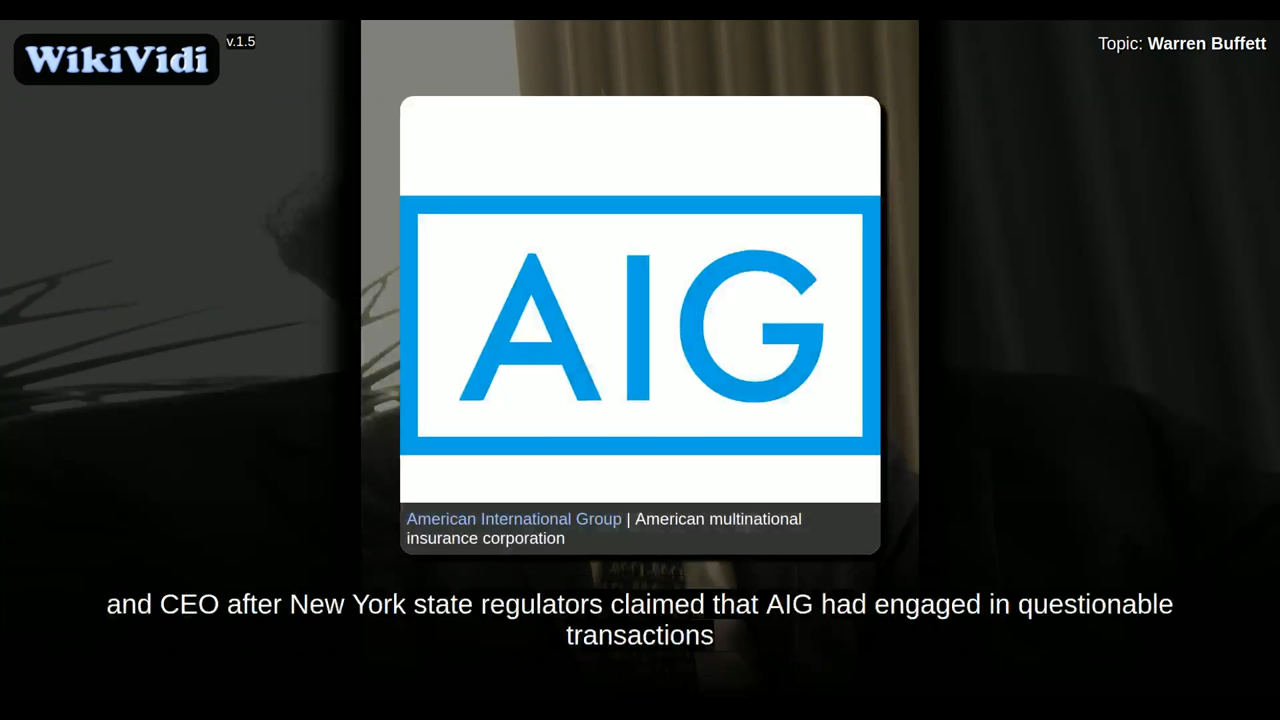 WikiVidi
v.1.5
Topic: Warren Buffett
AIG
American International Group | American multinational
insurance corporation
and CEO after New York state regulators claimed that AIG had engaged in questionable
transactions